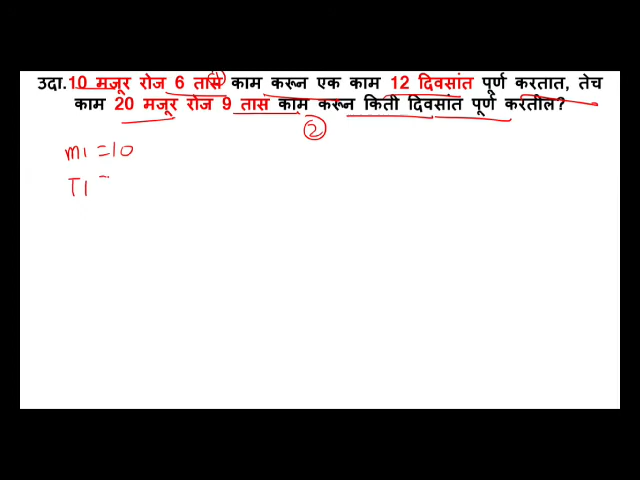 उदा.10 मजूर रोज 6 तास काम करून एक काम 12 दिवसांत पूर्ण करतात, तेच
काम 20 मजूर रोज 9 तास काम करून किती दिवसांत पूर्ण करतील?
2
m1 = 10
T1 =